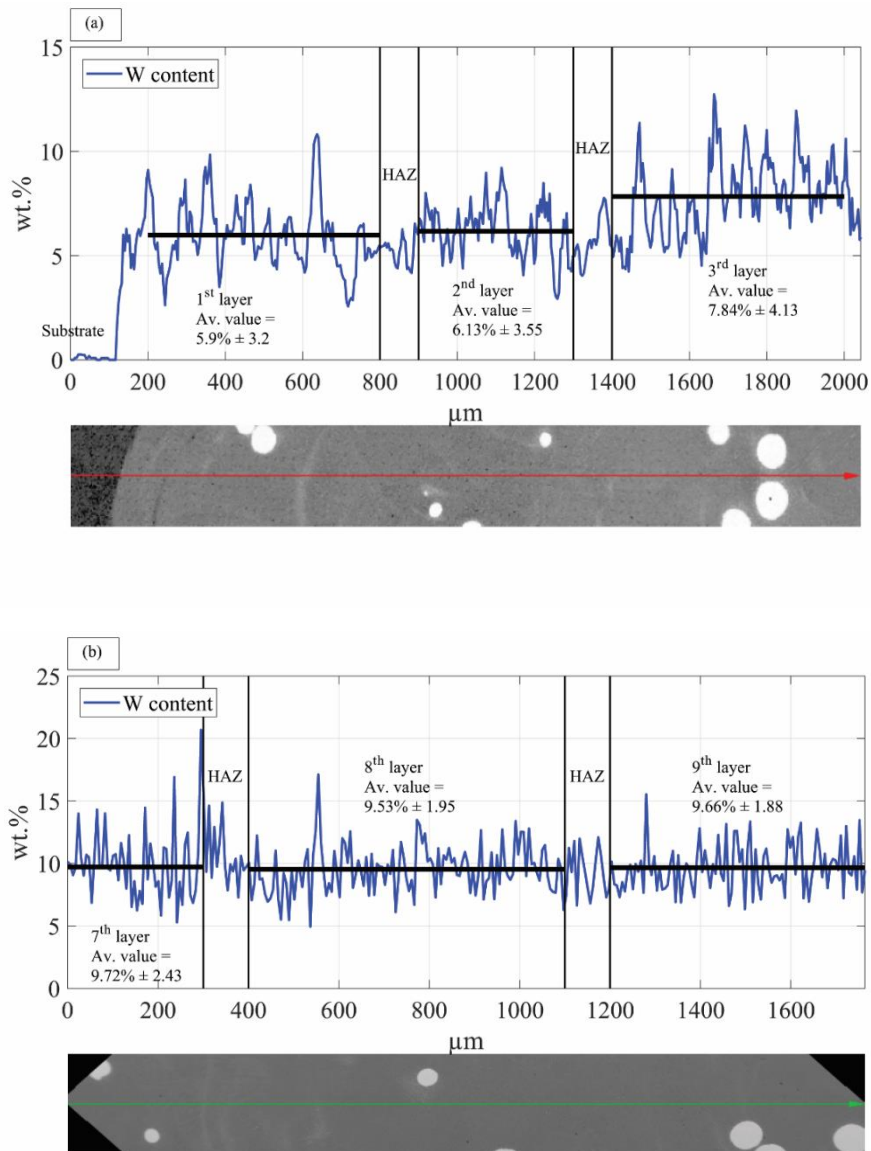 (a)
15
10
5
0
wt.%
W content
HAZ
HAZ
Substrate
1st layer
Av. value =
5.9% ± 3.2
2nd layer
Av. value =
6.13% ± 3.55
3rd layer
Av. value =
7.84% ± 4.13
0 200 400 600 800 1000 1200 1400 1600 1800 2000
µm
(b)
25
20
15
10
5
0
wt.%
W content
HAZ
HAZ
7th layer
Av. value =
9.72% ± 2.43
8th layer
Av. value =
9.53% ± 1.95
9th layer
Av. value =
9.66% ± 1.88
0 200 400 600 800 1000 1200 1400 1600
µm